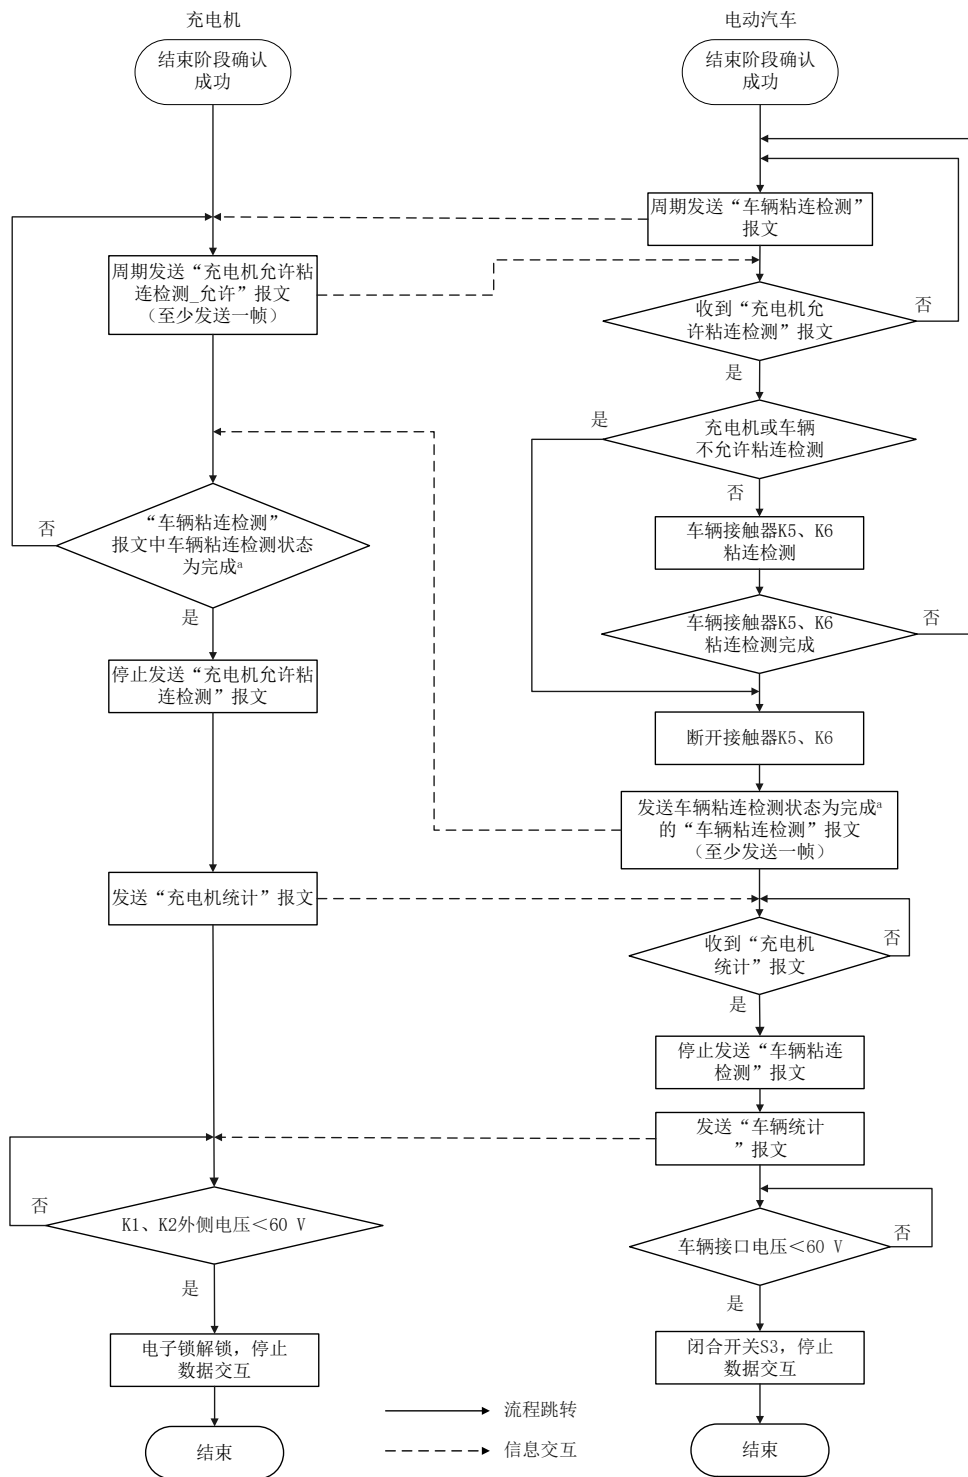 充电机
电动汽车
结束阶段确认
成功
结束阶段确认
成功
周期发送“车辆粘连检测”
报文
周期发送“充电机允许粘
连检测_允许”报文
（至少发送一帧）
收到“充电机允
许粘连检测”报文
否
是
是
充电机或车辆
不允许粘连检测
否
“车辆粘连检测”
报文中车辆粘连检测状态
为完成ᵃ
否
是
车辆接触器K5、K6
粘连检测
车辆接触器K5、K6
粘连检测完成
否
停止发送“充电机允许粘
连检测”报文
断开接触器K5、K6
发送车辆粘连检测状态为完成ᵃ
的“车辆粘连检测”报文
（至少发送一帧）
发送“充电机统计”报文
收到“充电机
统计”报文
否
是
停止发送“车辆粘连
检测”报文
发送“车辆统计
”报文
否
K1、K2外侧电压＜60 V
是
车辆接口电压＜60 V
否
是
电子锁解锁，停止
数据交互
闭合开关S3，停止
数据交互
流程跳转
信息交互
结束
结束